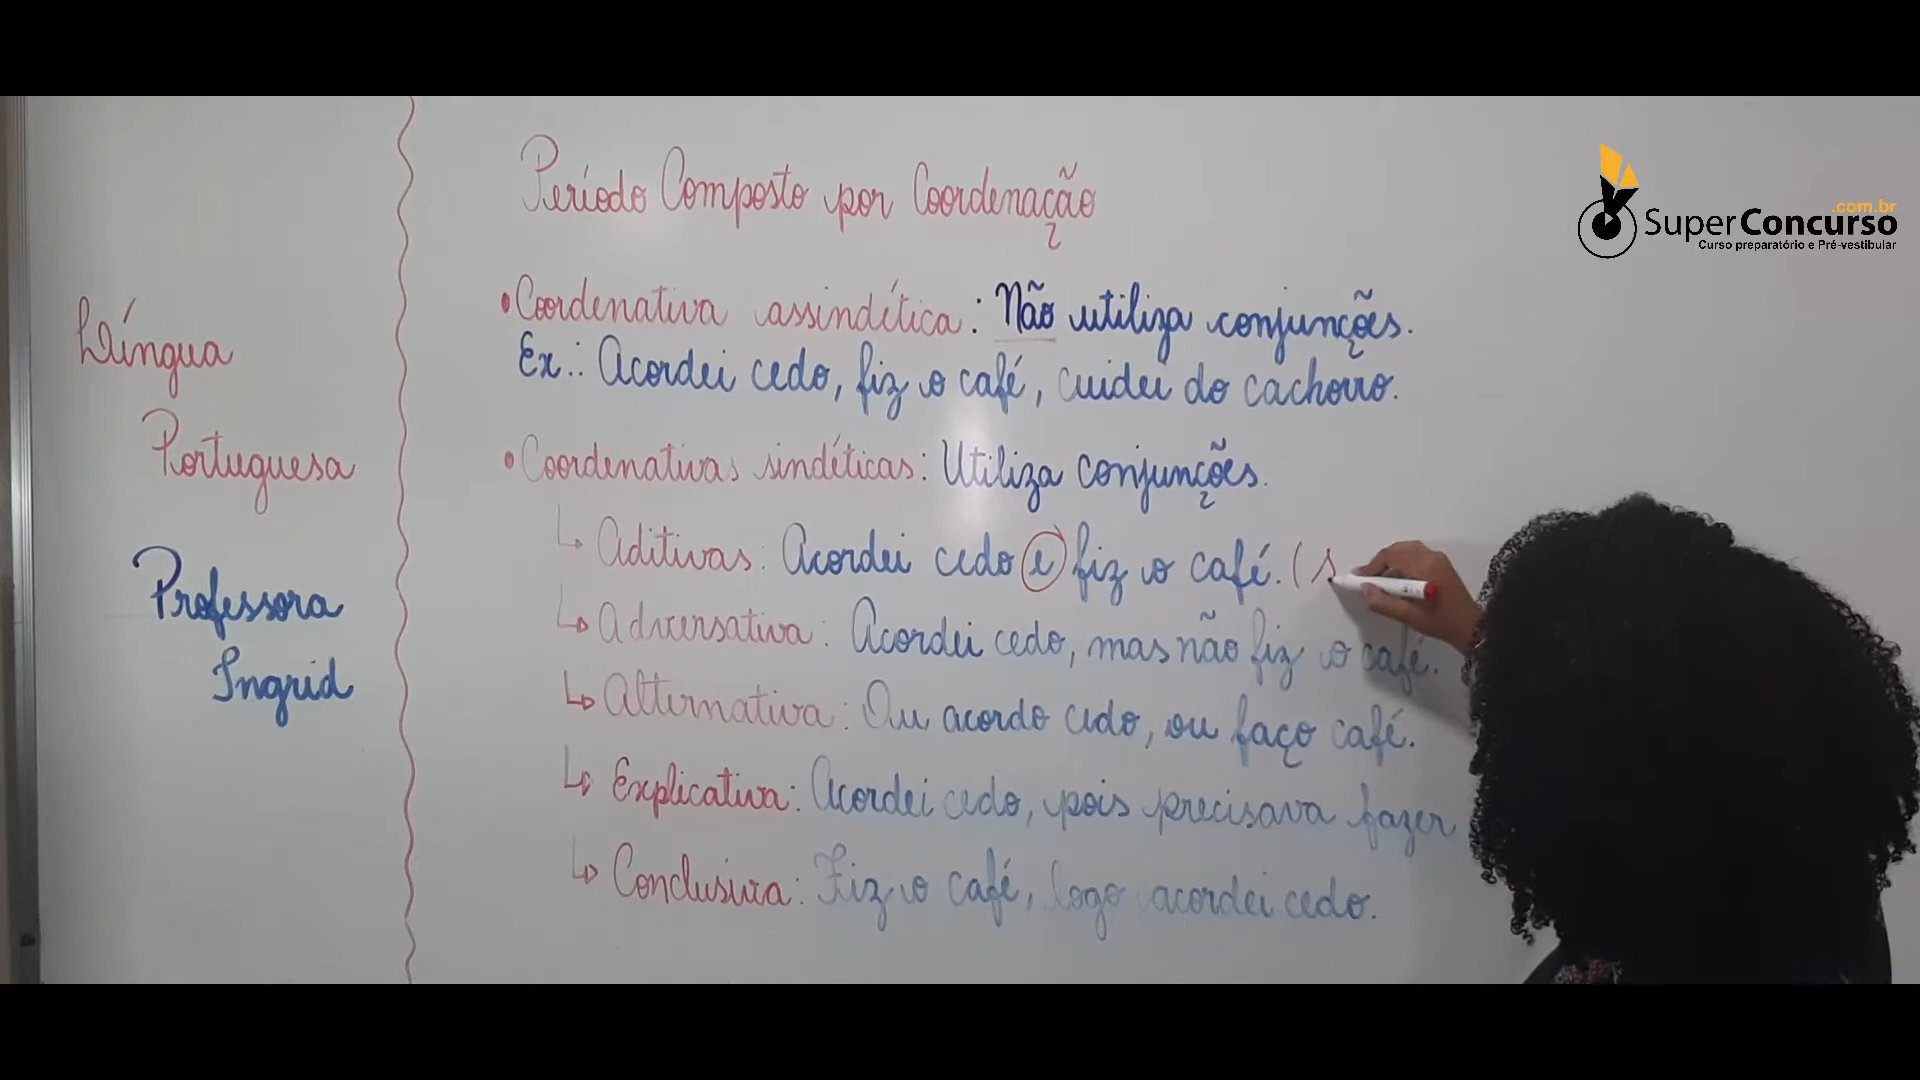 Língua
Portuguesa
Professora
Ingrid
Período Composto por Coordenação
• Coordenativa assindética: Não utiliza conjunções.
Ex.: Acordei cedo, fiz o café, cuidei do cachorro.
• Coordenativas sindéticas: Utiliza conjunções.
↳ Aditivas: Acordei cedo e fiz o café. (
↳ Adversativa: Acordei cedo, mas não fiz o café.
↳ Alternativa: Ou acordo cedo, ou faço café.
↳ Explicativa: Acordei cedo, pois precisava fazer
↳ Conclusiva: Fiz o café, logo acordei cedo.
.com.br
SuperConcurso
Curso preparatório e Pré-vestibular